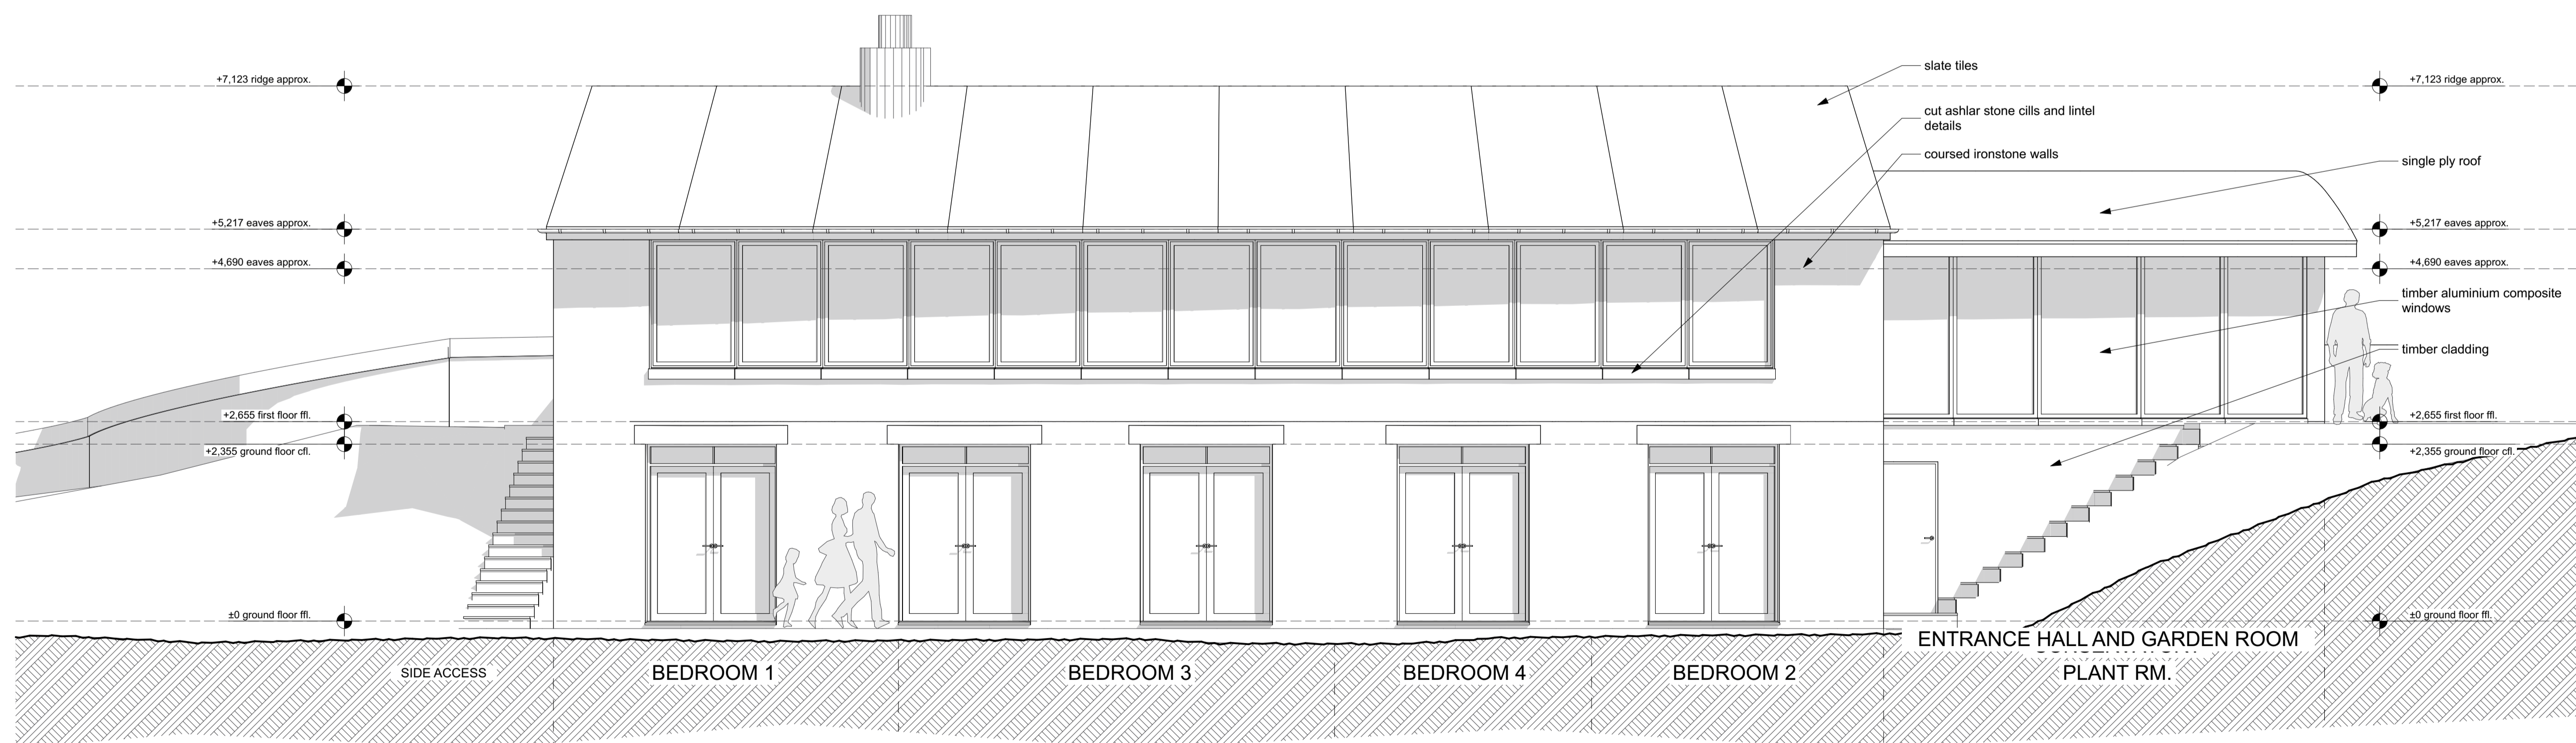 +7,123 ridge approx.
+5,217 eaves approx.
+4,690 eaves approx.
+2,655 first floor ffl.
+2,355 ground floor cfl.
±0 ground floor ffl.
slate tiles
cut ashlar stone cills and lintel
details
coursed ironstone walls
+7,123 ridge approx.
single ply roof
+5,217 eaves approx.
+4,690 eaves approx.
timber aluminium composite
windows
timber cladding
+2,655 first floor ffl.
+2,355 ground floor cfl.
±0 ground floor ffl.
SIDE ACCESS
BEDROOM 1
BEDROOM 3
BEDROOM 4
BEDROOM 2
ENTRANCE HALL AND GARDEN ROOM
PLANT RM.